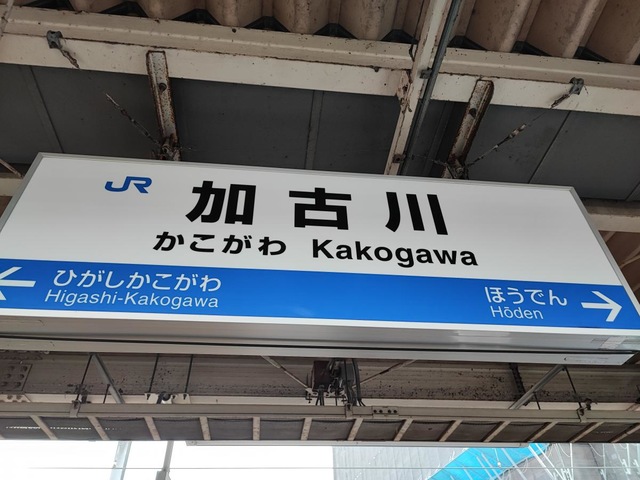 JR 加古川
かこがわ Kakogawa
← ひがしかこがわ
Higashi-Kakogawa
ほうでん →
Hōden